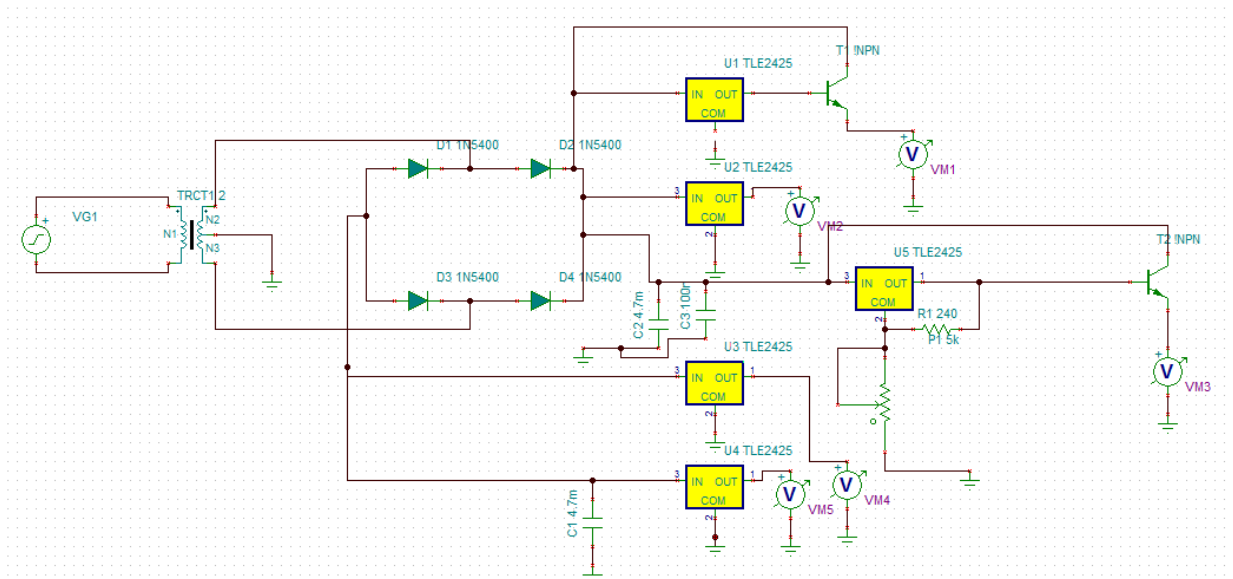 T1 !NPN
U1 TLE2425
IN OUT
COM
VM1
D1 1N5400
D2 1N5400
U2 TLE2425
3
IN OUT
COM
2
VM2
TRCT1 2
VG1
N1
N2
N3
T2 !NPN
U5 TLE2425
3
IN OUT
1
COM
2
R1 240
P1 5k
D3 1N5400
D4 1N5400
C2 4.7m
C3 100n
VM3
U3 TLE2425
3
IN OUT
1
COM
2
U4 TLE2425
3
IN OUT
1
COM
2
VM5
VM4
C1 4.7m
V
V
V
V
V